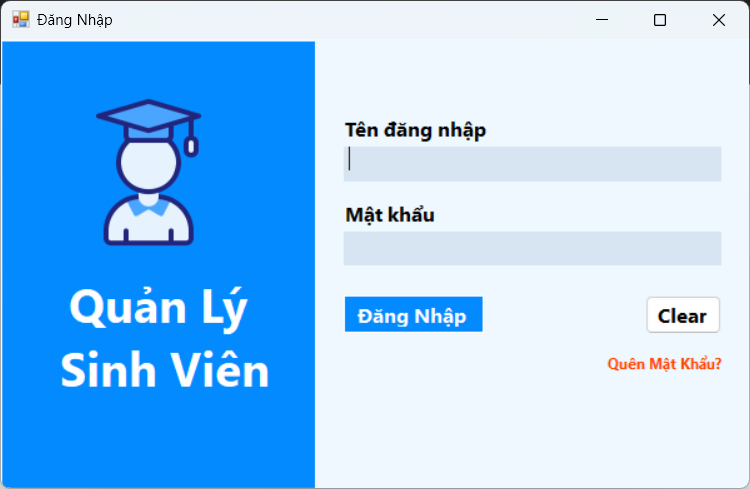 Đăng Nhập
Quản Lý
Sinh Viên
Tên đăng nhập
Mật khẩu
Đăng Nhập
Clear
Quên Mật Khẩu?